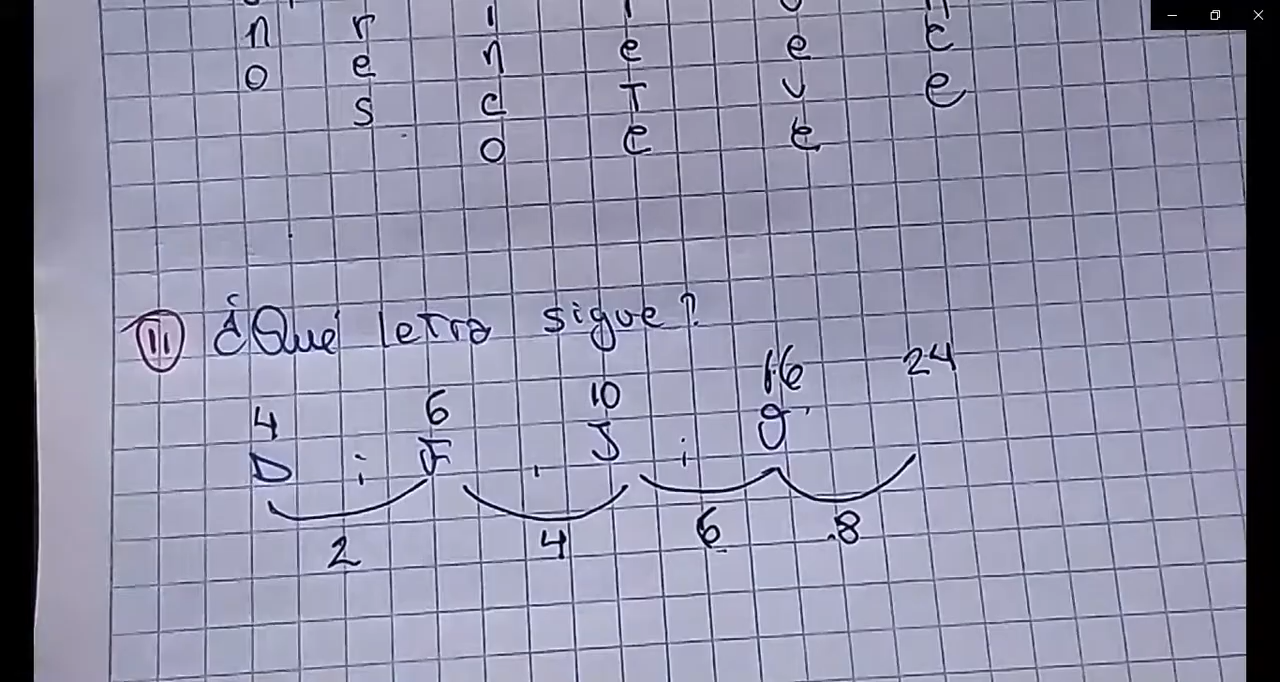 n r i i u n
o e n e e c
s c T v e
o e e
11 ¿Qué letra sigue?
4 6 10 16 24
D ; F , J ; O
2 4 6 8